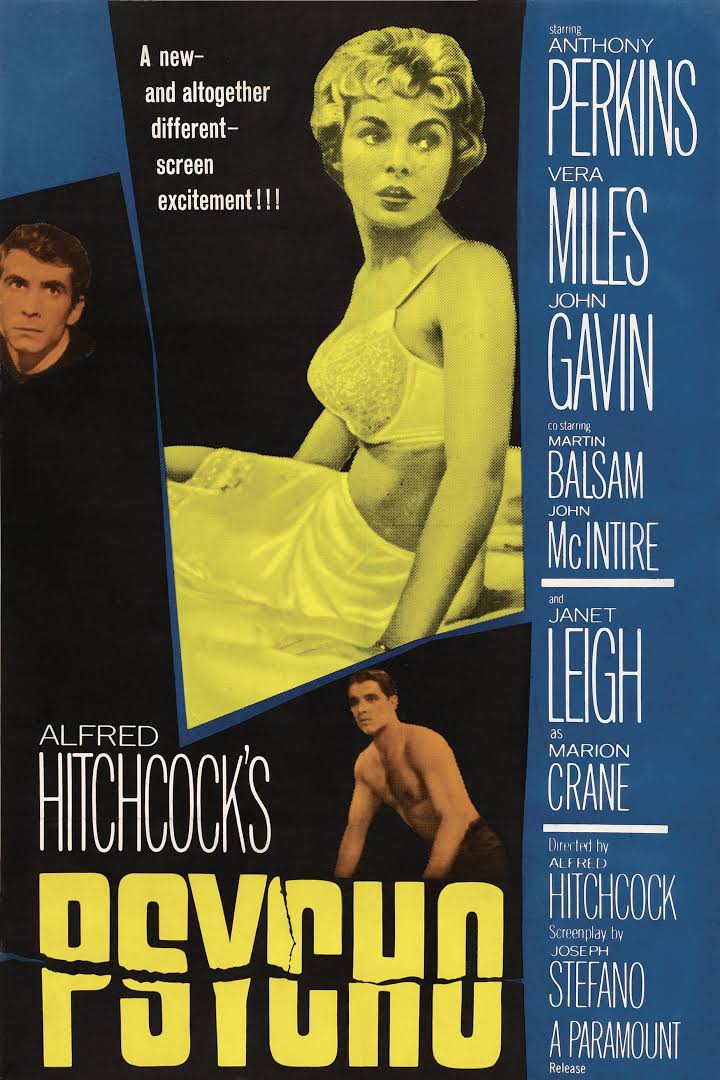 A new–
and altogether
different–
screen
excitement!!!
starring
ANTHONY
PERKINS
VERA
MILES
JOHN
GAVIN
co starring
MARTIN
BALSAM
JOHN
McINTIRE
and
JANET
LEIGH
as
MARION
CRANE
Directed by
ALFRED
HITCHCOCK
Screenplay by
JOSEPH
STEFANO
A PARAMOUNT
Release
ALFRED
HITCHCOCK'S
PSYCHO